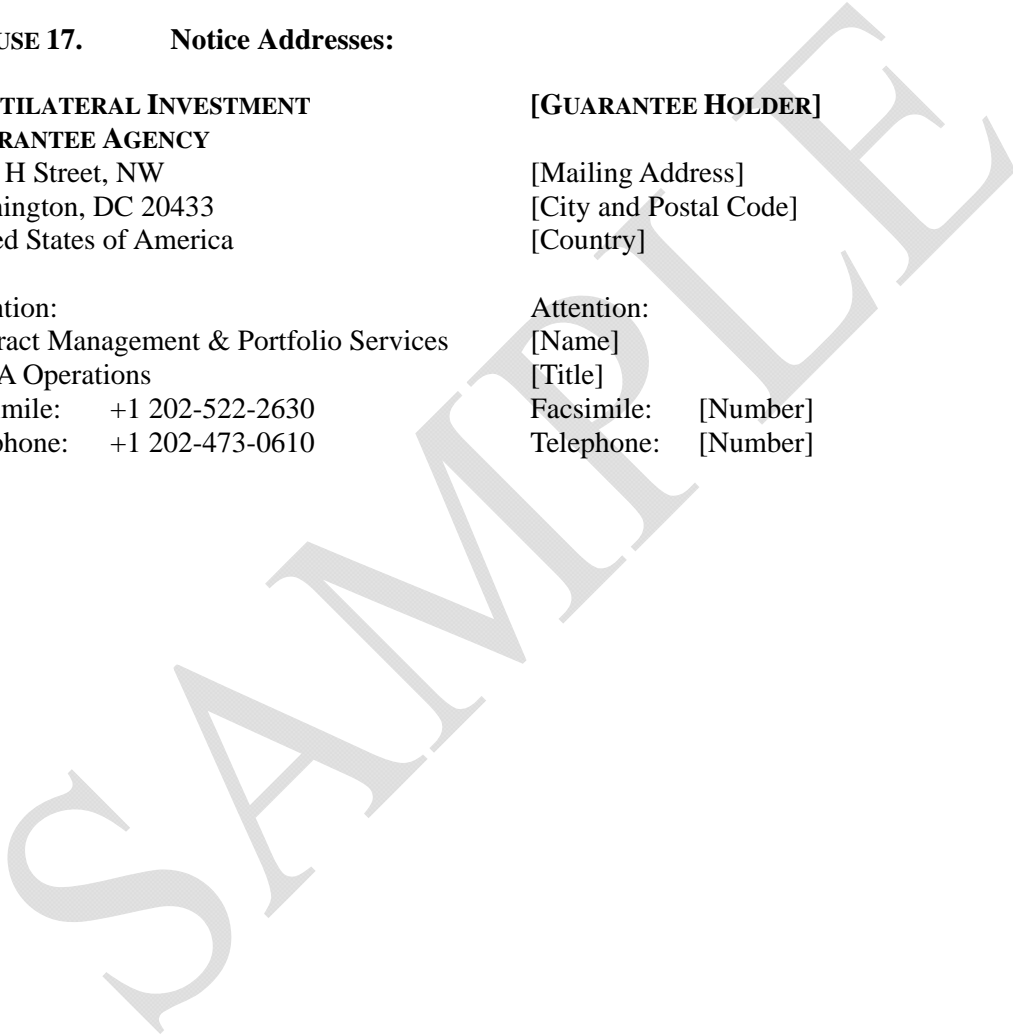 USE 17. Notice Addresses:
TILATERAL INVESTMENT
RANTEE AGENCY
H Street, NW
ington, DC 20433
ed States of America
ntion:
ract Management & Portfolio Services
A Operations
mile: +1 202-522-2630
phone: +1 202-473-0610
[GUARANTEE HOLDER]
[Mailing Address]
[City and Postal Code]
[Country]
Attention:
[Name]
[Title]
Facsimile: [Number]
Telephone: [Number]
SAMPLE